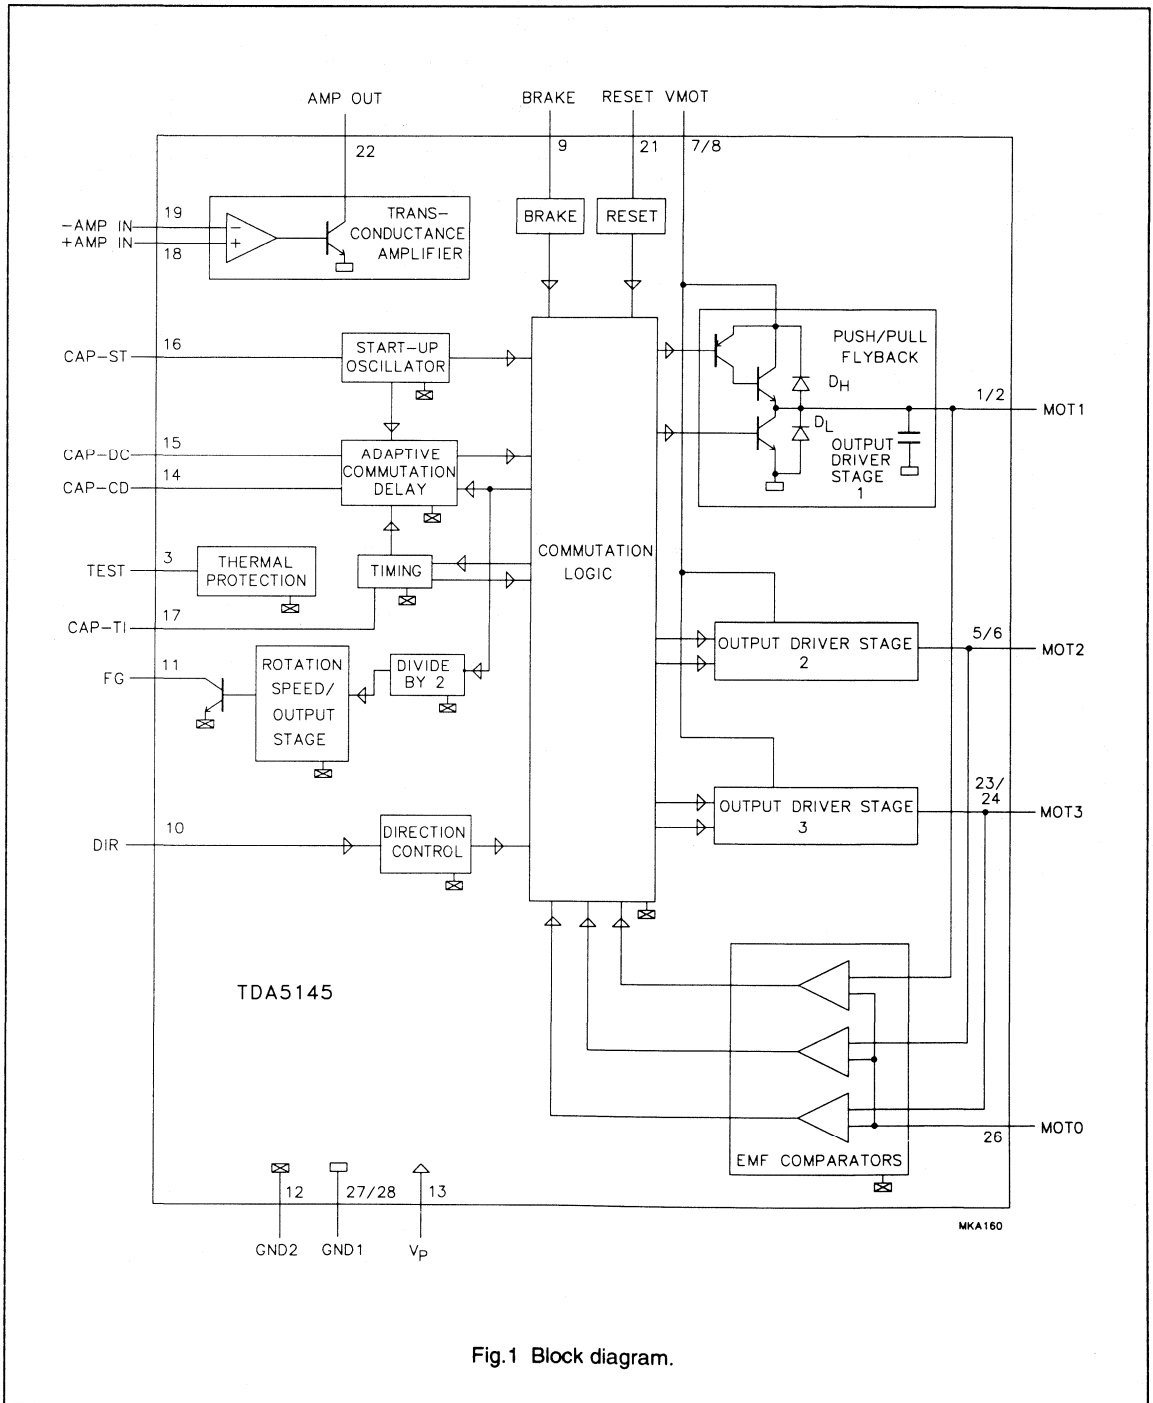 AMP OUT
BRAKE
RESET VMOT
22
9
21
7/8
-AMP IN
19
+AMP IN
18
−
+
TRANS-
CONDUCTANCE
AMPLIFIER
BRAKE
RESET
CAP-ST
16
START-UP
OSCILLATOR
PUSH/PULL
FLYBACK
DH
DL
1/2
MOT1
OUTPUT
DRIVER
STAGE
1
CAP-DC
15
CAP-CD
14
ADAPTIVE
COMMUTATION
DELAY
COMMUTATION
LOGIC
TEST
3
THERMAL
PROTECTION
TIMING
CAP-TI
17
OUTPUT DRIVER STAGE
2
5/6
MOT2
FG
11
ROTATION
SPEED/
OUTPUT
STAGE
DIVIDE
BY 2
OUTPUT DRIVER STAGE
3
23/
24
MOT3
DIR
10
DIRECTION
CONTROL
TDA5145
EMF COMPARATORS
26
MOT0
12
27/28
13
GND2
GND1
VP
MKA160
Fig.1 Block diagram.